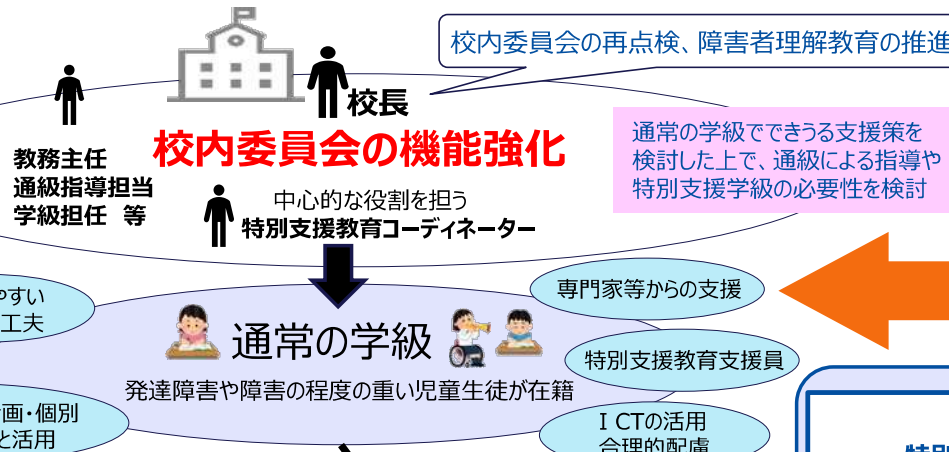 校内委員会の再点検、障害者理解教育の推進
校長
校内委員会の機能強化
教務主任
通級指導担当
学級担任 等
中心的な役割を担う
特別支援教育コーディネーター
通常の学級でできうる支援策を
検討した上で、通級による指導や
特別支援学級の必要性を検討
やすい
工夫
専門家等からの支援
通常の学級
特別支援教育支援員
発達障害や障害の程度の重い児童生徒が在籍
画・個別
と活用
ICTの活用
合理的配慮
特別